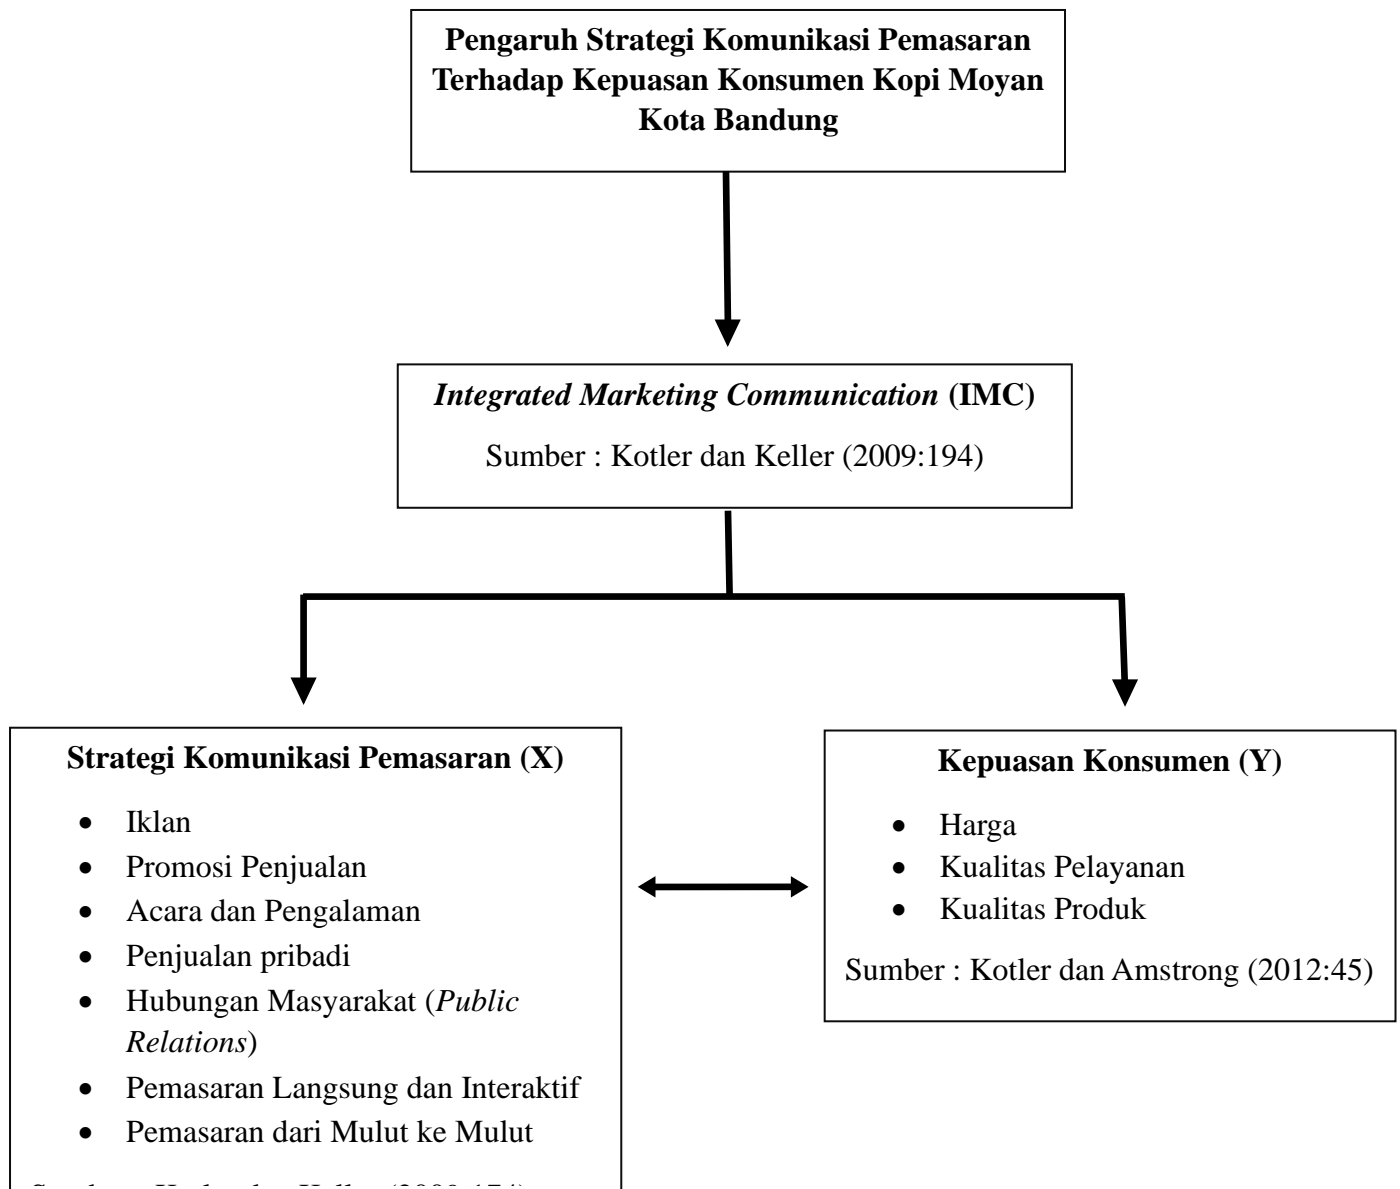 Pengaruh Strategi Komunikasi Pemasaran
Terhadap Kepuasan Konsumen Kopi Moyan
Kota Bandung
Integrated Marketing Communication (IMC)
Sumber : Kotler dan Keller (2009:194)
Strategi Komunikasi Pemasaran (X)
• Iklan
• Promosi Penjualan
• Acara dan Pengalaman
• Penjualan pribadi
• Hubungan Masyarakat (Public
Relations)
• Pemasaran Langsung dan Interaktif
• Pemasaran dari Mulut ke Mulut
Kepuasan Konsumen (Y)
• Harga
• Kualitas Pelayanan
• Kualitas Produk
Sumber : Kotler dan Amstrong (2012:45)